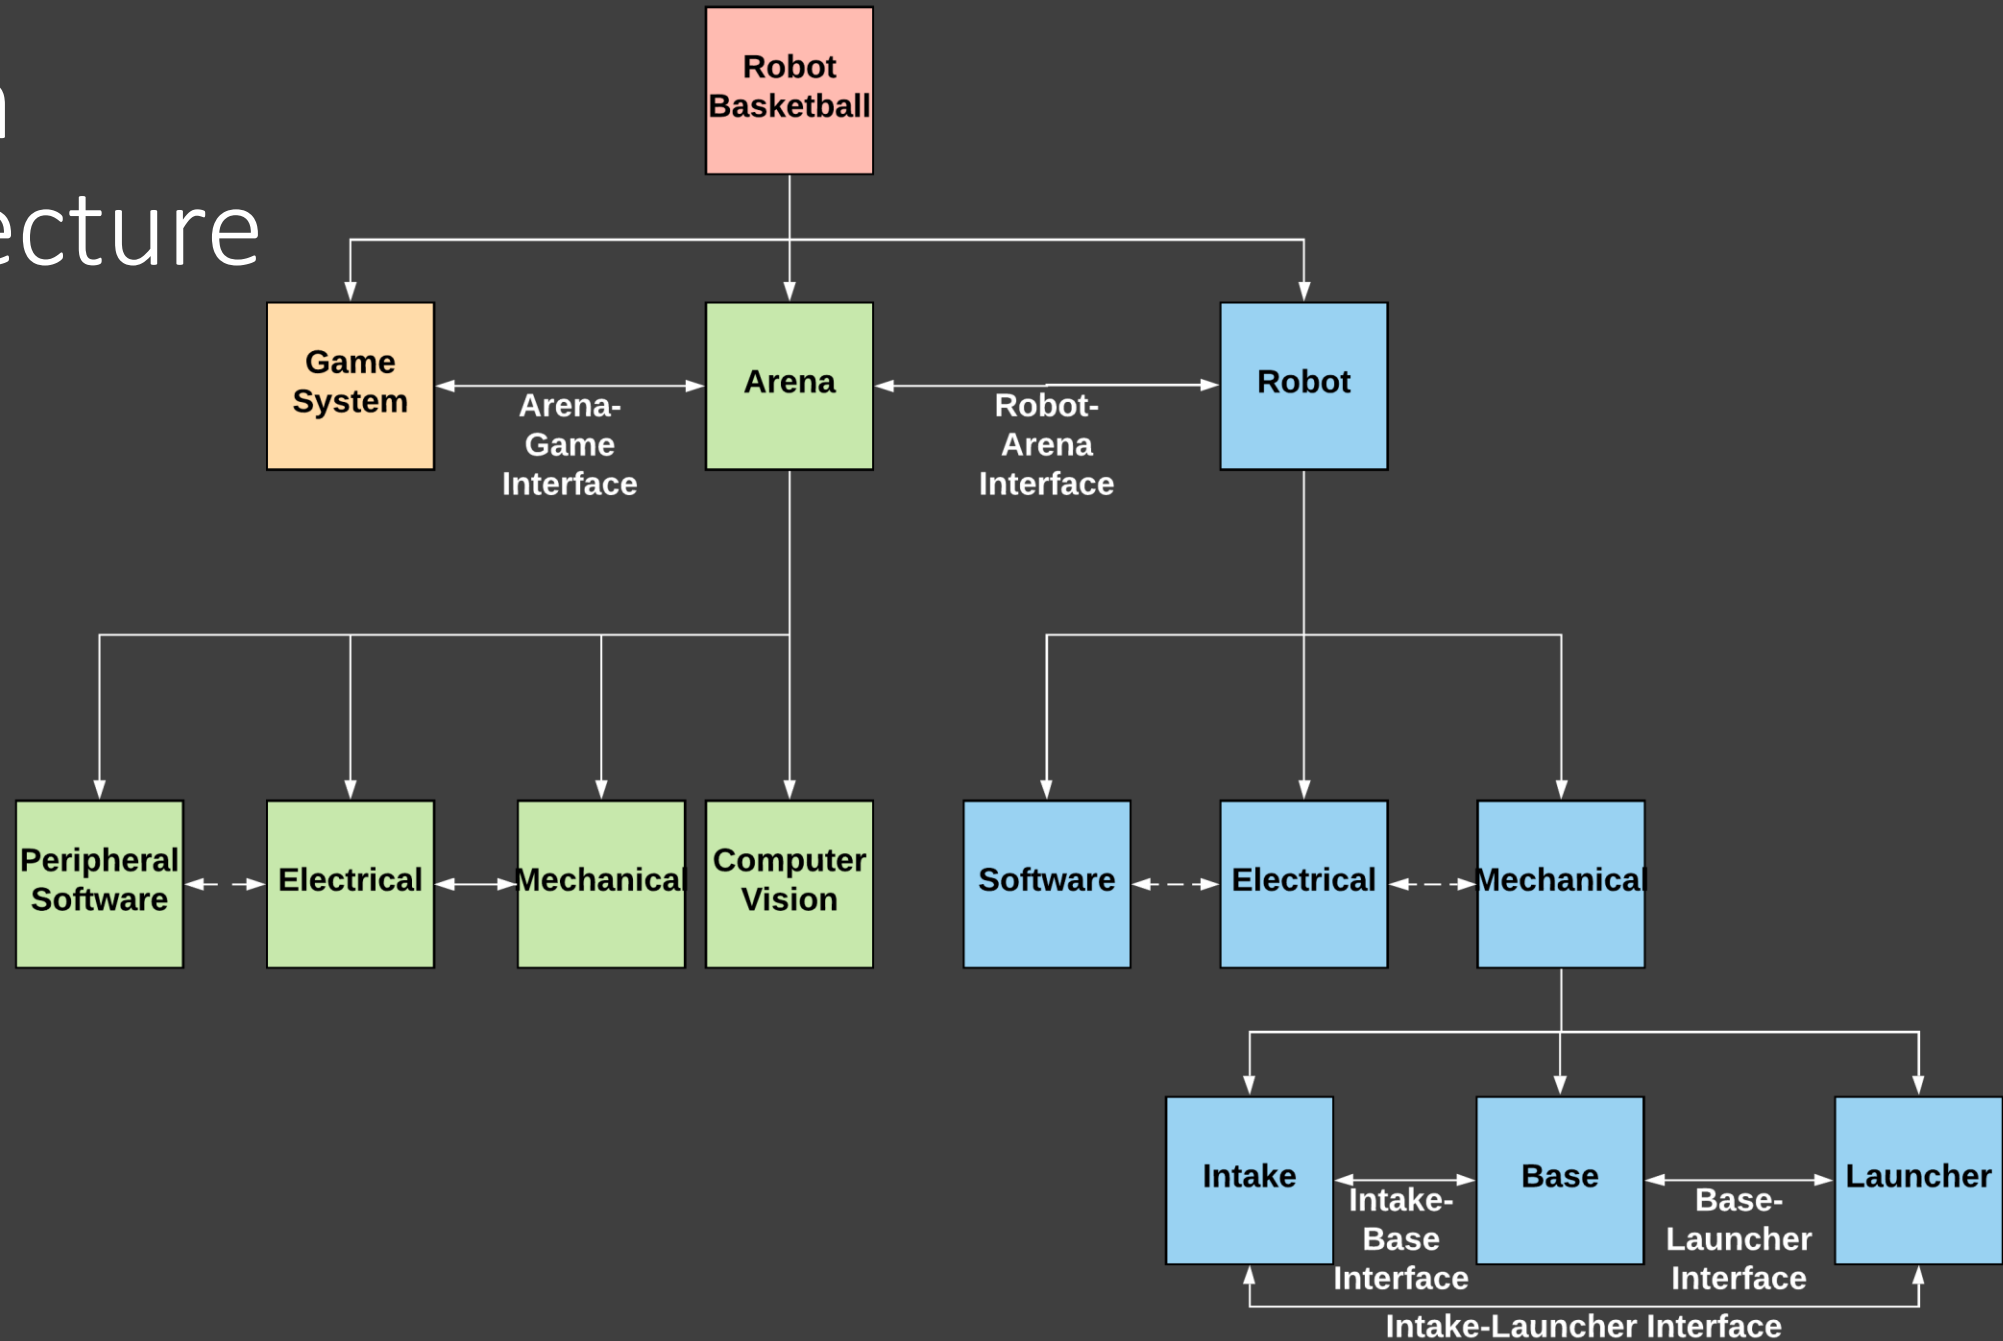 ecture
Robot
Basketball
Game
System
Arena
Robot
Arena-
Game
Interface
Robot-
Arena
Interface
Peripheral
Software
Electrical
Mechanical
Computer
Vision
Software
Electrical
Mechanical
Intake
Base
Launcher
Intake-
Base
Interface
Base-
Launcher
Interface
Intake-Launcher Interface